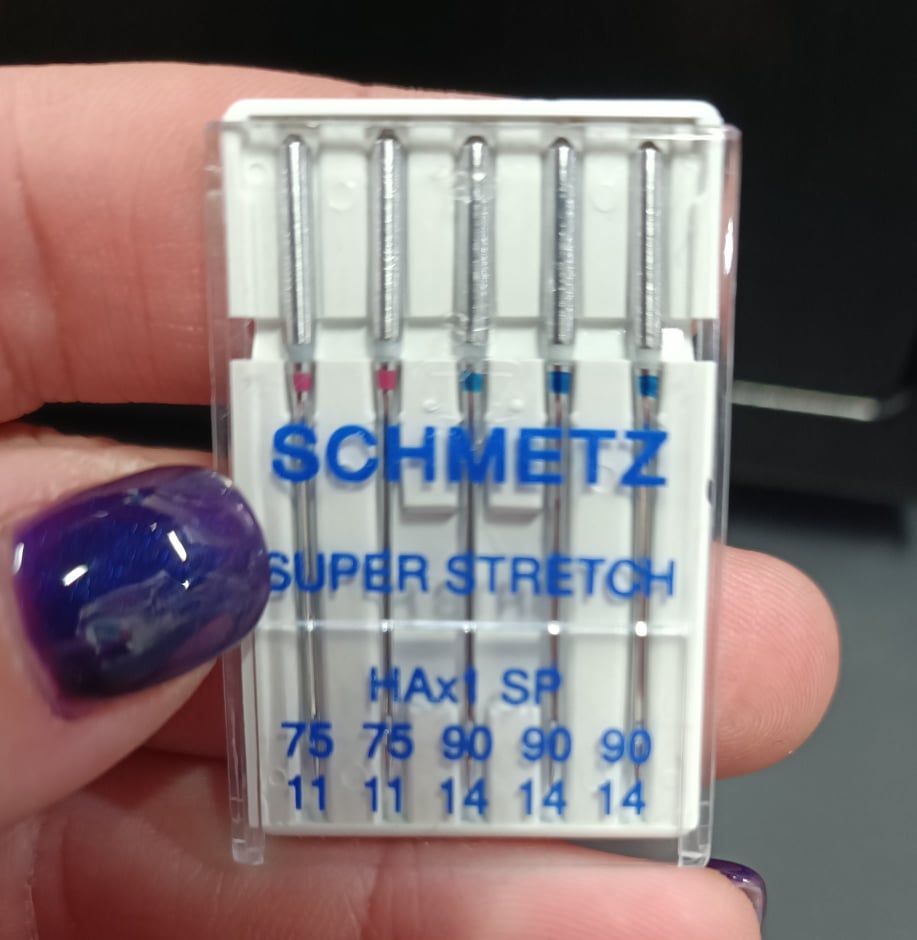 SCHMETZ
SUPER STRETCH
HAx1 SP
75 75 90 90 90
11 11 14 14 14